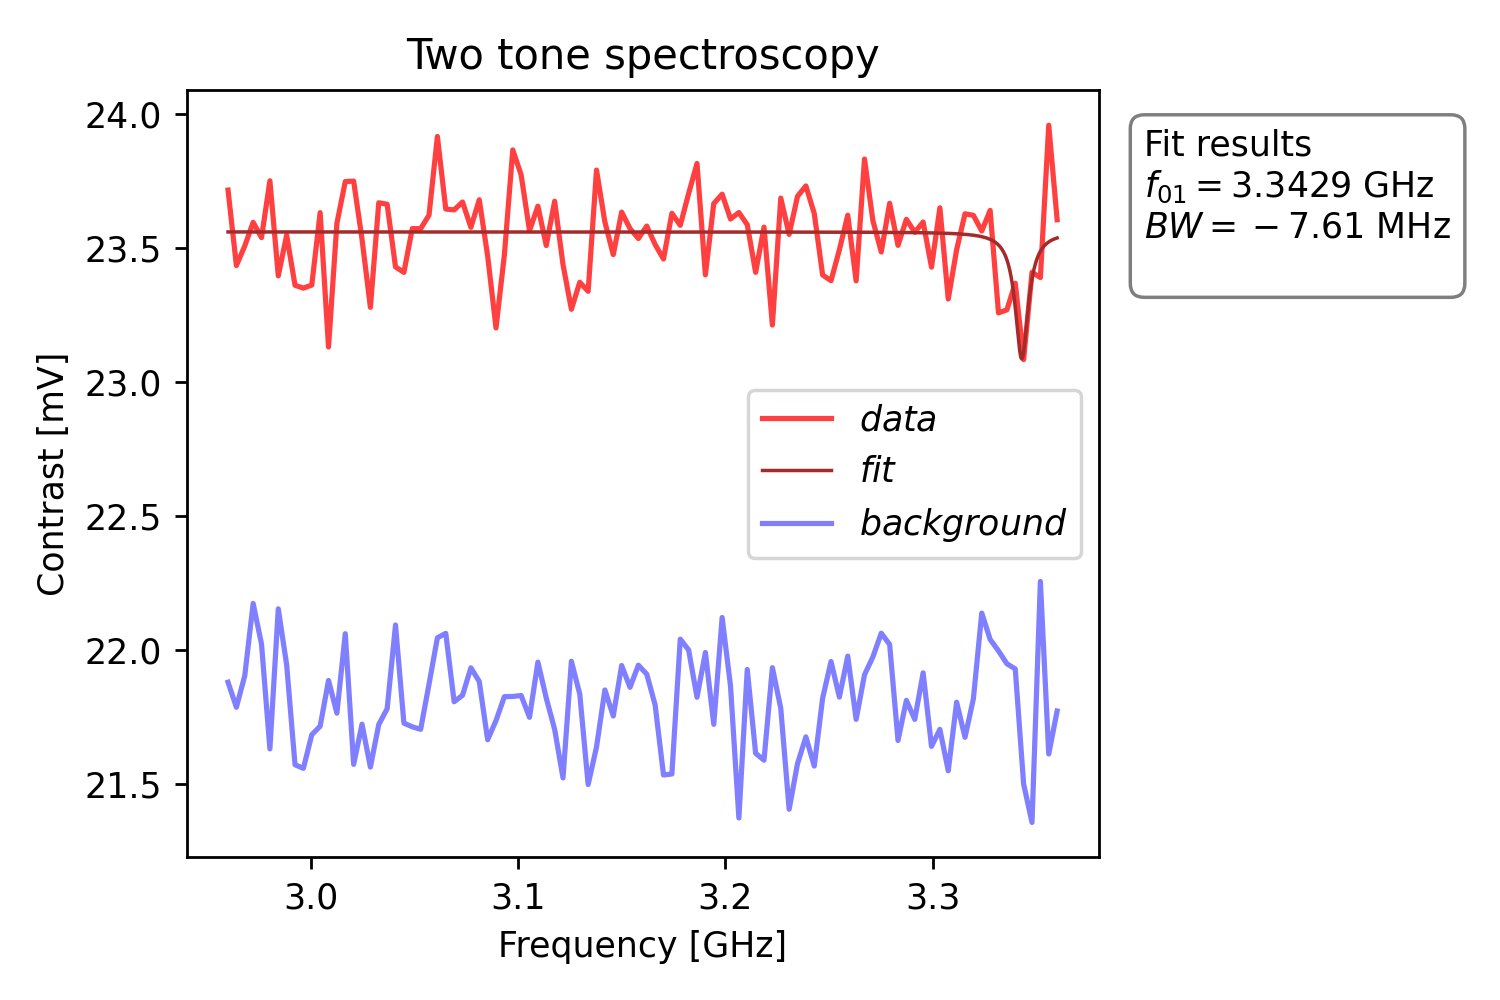 Two tone spectroscopy
24.0
23.5
23.0
22.5
22.0
21.5
Contrast [mV]
3.0 3.1 3.2 3.3
Frequency [GHz]
data
fit
background
Fit results
f₀₁ = 3.3429 GHz
BW = − 7.61 MHz